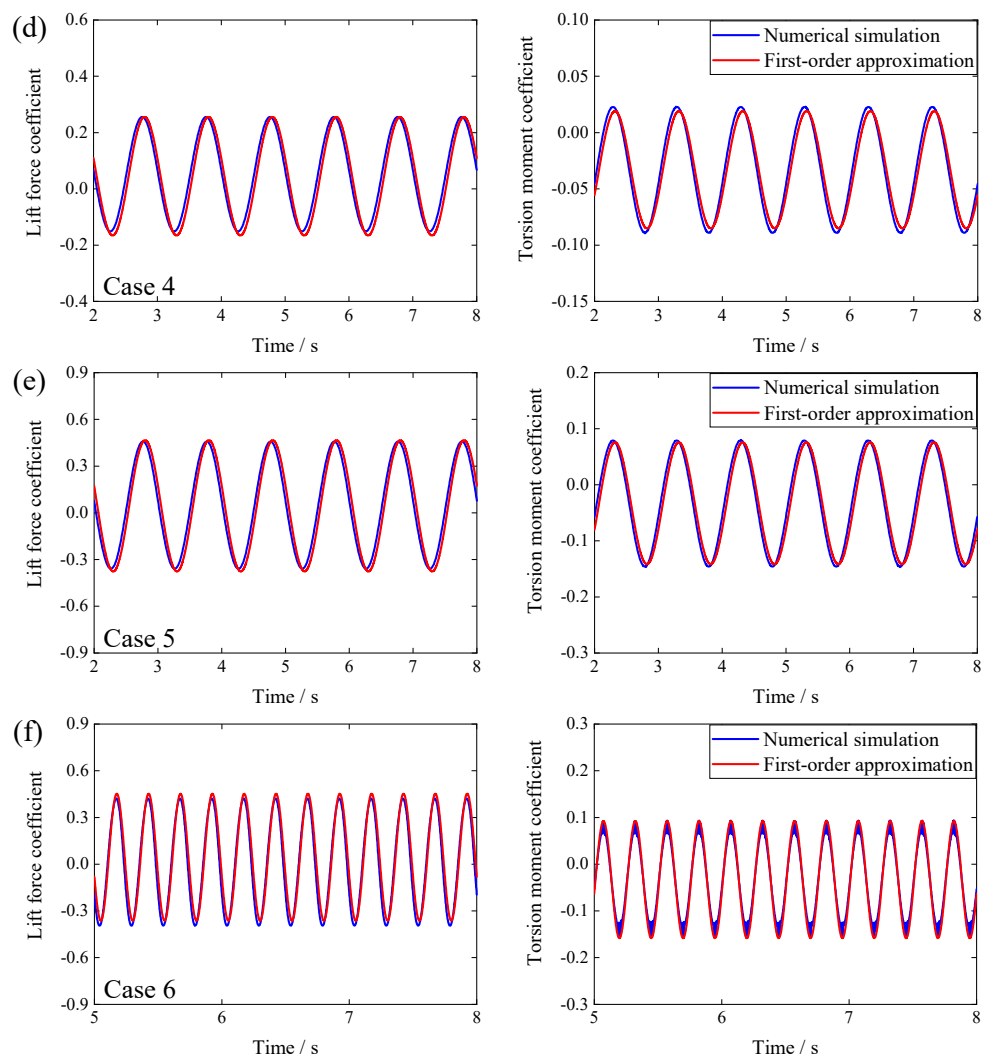 (d)
Lift force coefficient
0.6
0.4
0.2
0.0
-0.2
-0.4
Case 4
2 3 4 5 6 7 8
Time / s
Torsion moment coefficient
0.10
0.05
0.00
-0.05
-0.10
-0.15
Numerical simulation
First-order approximation
2 3 4 5 6 7 8
Time / s
(e)
Lift force coefficient
0.9
0.6
0.3
0.0
-0.3
-0.6
-0.9
Case 5
2 3 4 5 6 7 8
Time / s
Torsion moment coefficient
0.2
0.1
0.0
-0.1
-0.2
-0.3
Numerical simulation
First-order approximation
2 3 4 5 6 7 8
Time / s
(f)
Lift force coefficient
0.9
0.6
0.3
0.0
-0.3
-0.6
-0.9
Case 6
5 6 7 8
Time / s
Torsion moment coefficient
0.3
0.2
0.1
0.0
-0.1
-0.2
-0.3
Numerical simulation
First-order approximation
5 6 7 8
Time / s